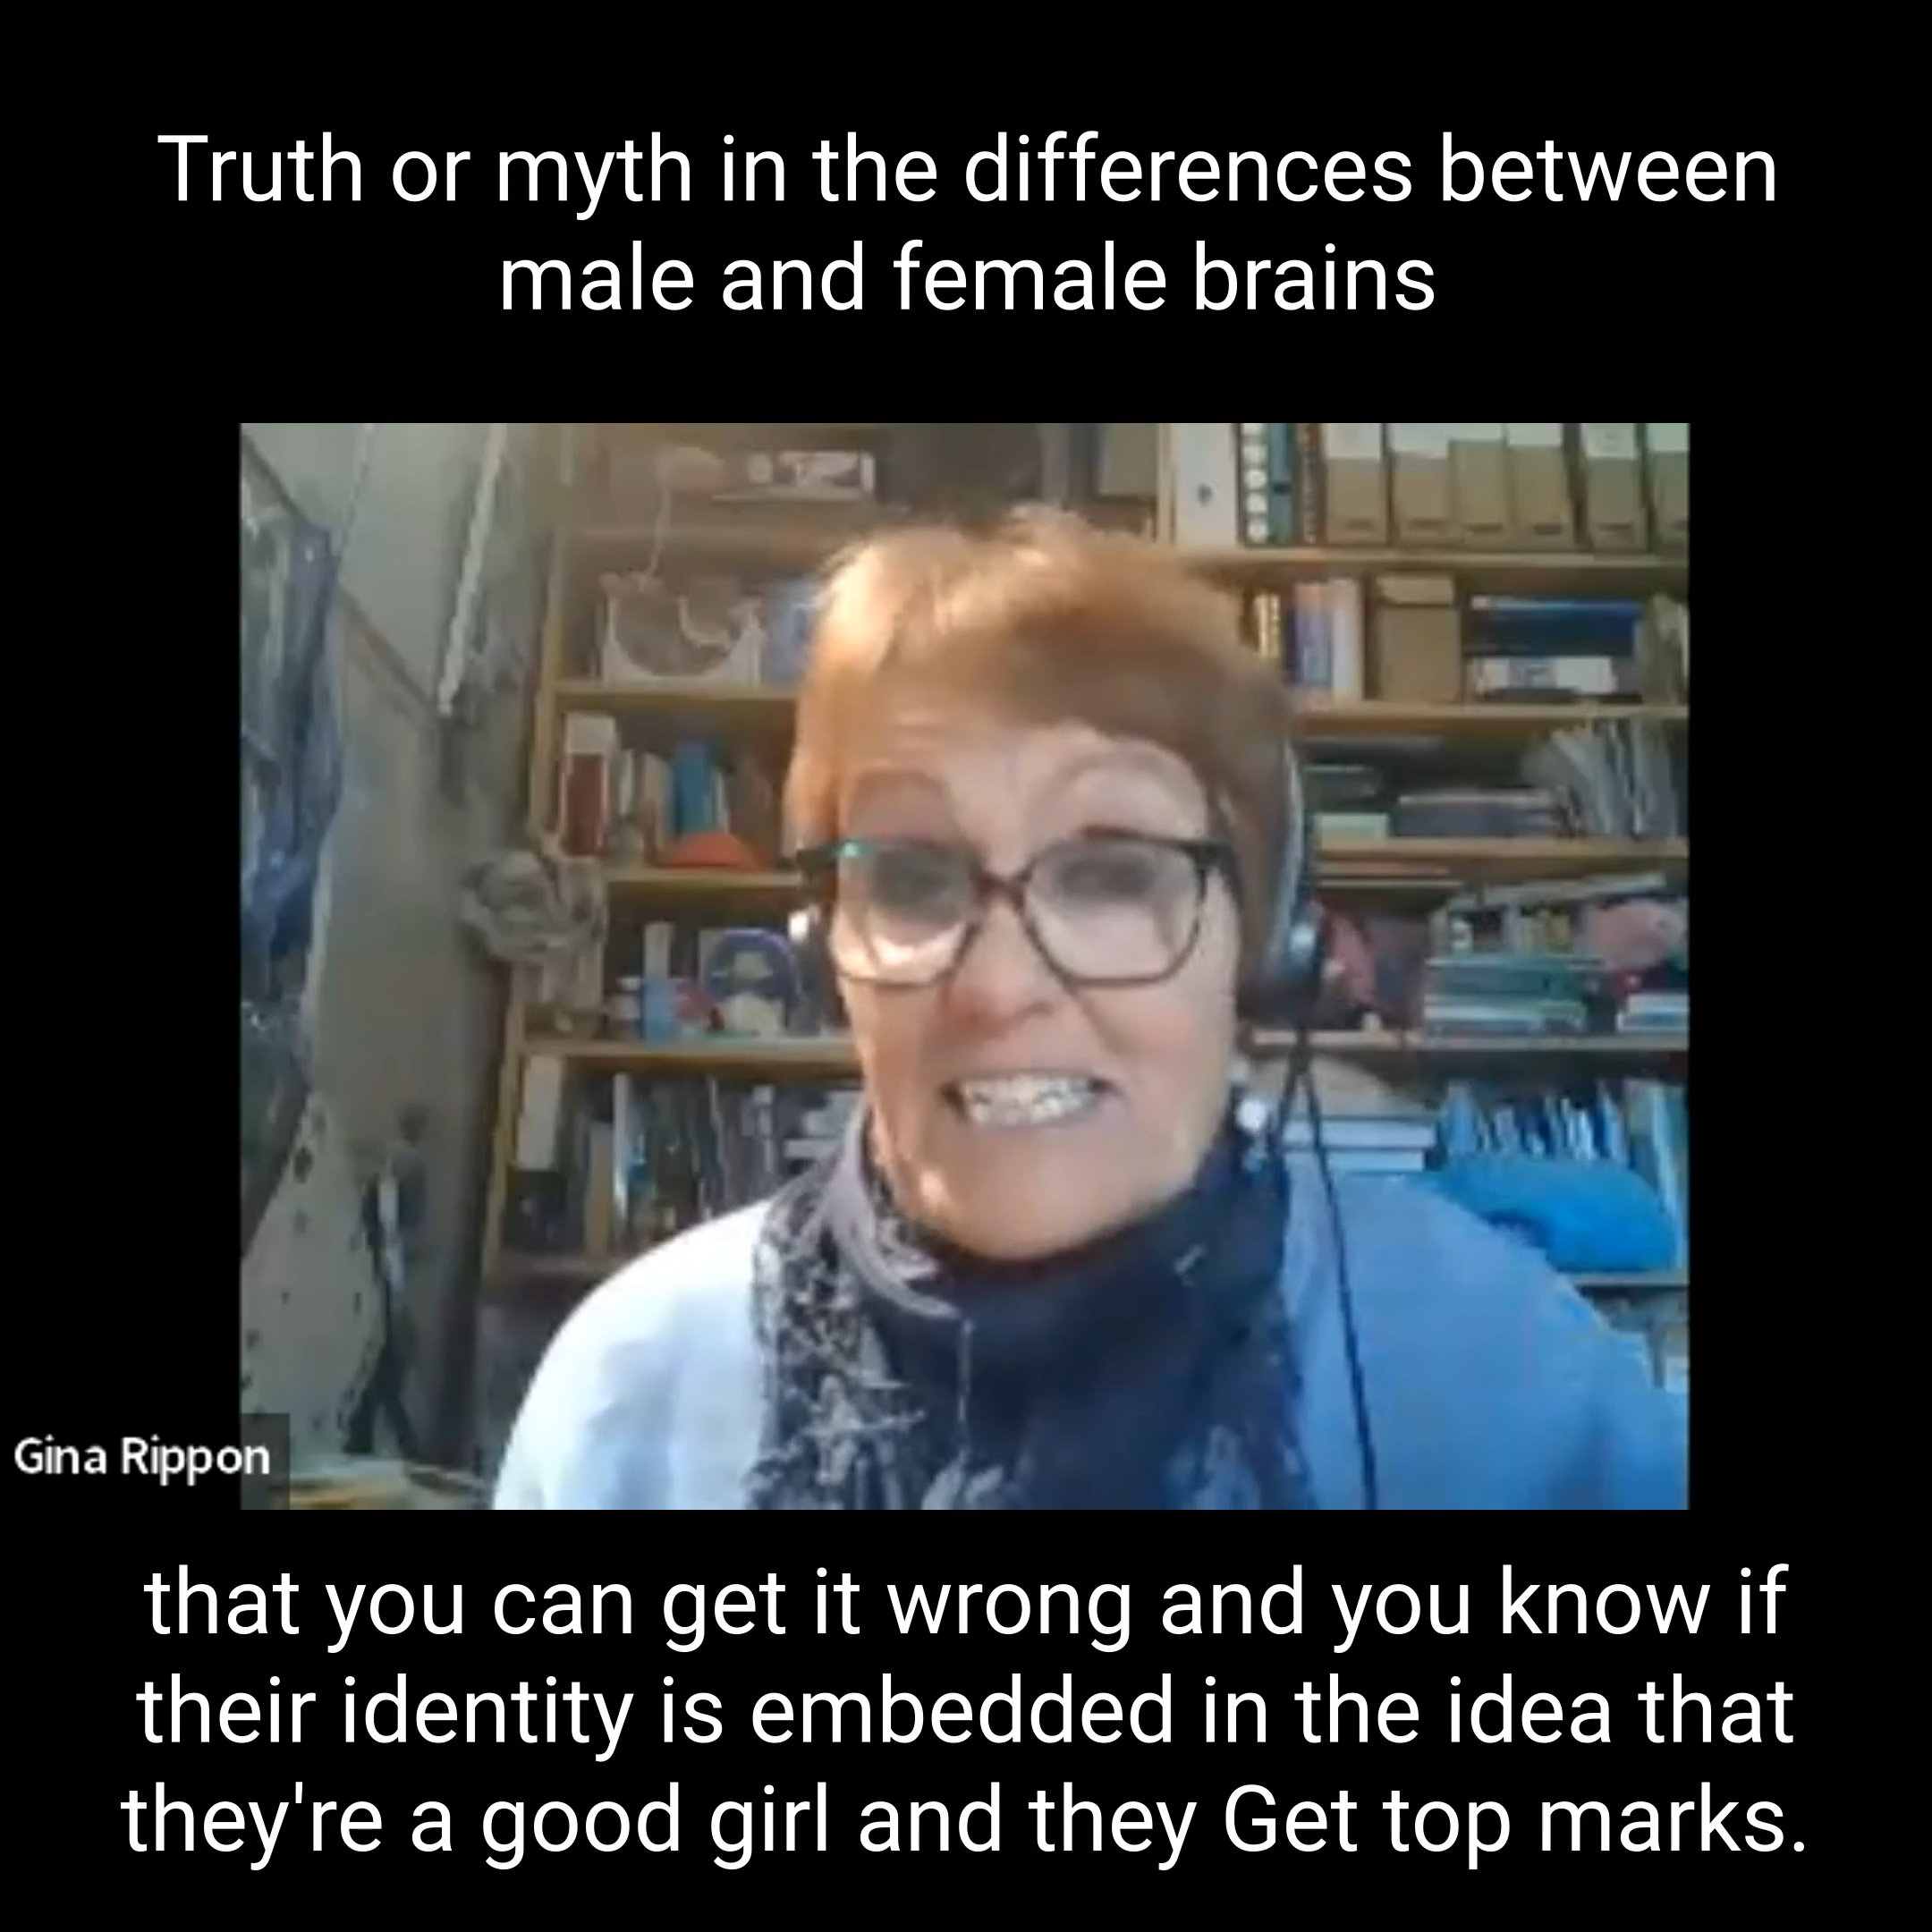 Truth or myth in the differences between
male and female brains
Gina Rippon
that you can get it wrong and you know if
their identity is embedded in the idea that
they're a good girl and they Get top marks.